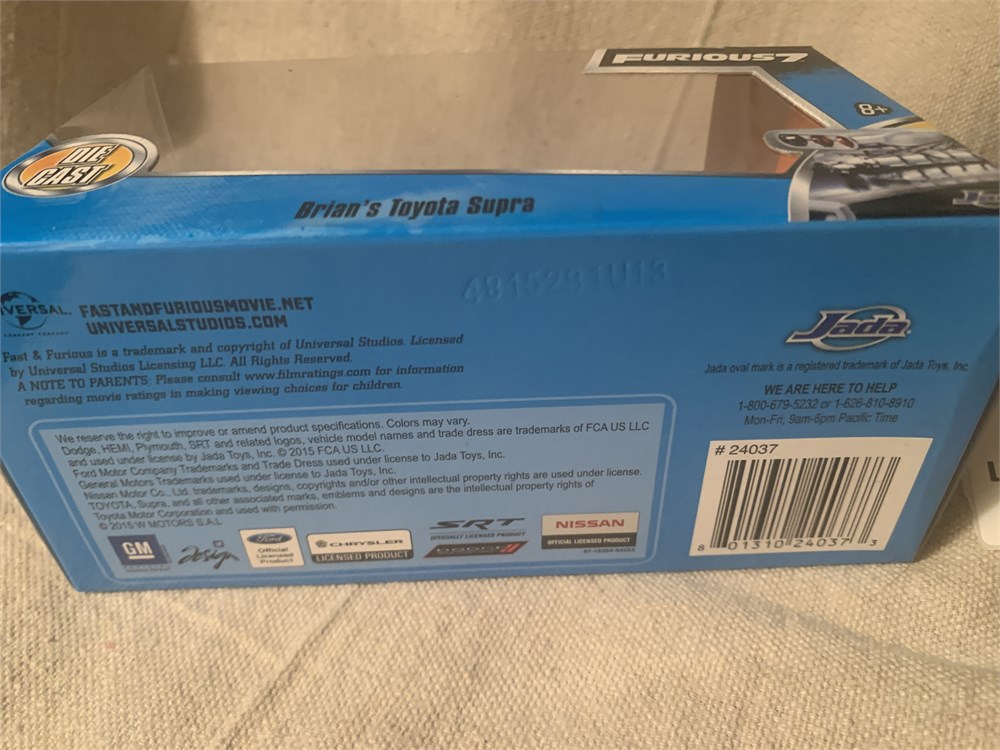 FURIOUS 7
8+
DIE CAST
Brian's Toyota Supra
Jada
UNIVERSAL
FASTANDFURIOUSMOVIE.NET
UNIVERSALSTUDIOS.COM
Fast & Furious is a trademark and copyright of Universal Studios. Licensed
by Universal Studios Licensing LLC. All Rights Reserved.
A NOTE TO PARENTS: Please consult www.filmratings.com for information
regarding movie ratings in making viewing choices for children.
Jada oval mark is a registered trademark of Jada Toys, Inc.
WE ARE HERE TO HELP
1-800-679-5232 or 1-626-810-8910
Mon-Fri, 9am-6pm Pacific Time
We reserve the right to improve or amend product specifications. Colors may vary.
Dodge, HEMI, Plymouth, SRT and related logos, vehicle model names and trade dress are trademarks of FCA US LLC
and used under license by Jada Toys, Inc. © 2015 FCA US LLC.
Ford Motor Company Trademarks and Trade Dress used under license to Jada Toys, Inc.
General Motors Trademarks used under license to Jada Toys, Inc.
Nissan Motor Co., Ltd. trademarks, designs, copyrights and/or other intellectual property rights are used under license.
TOYOTA, Supra, and all other associated marks, emblems and designs are the intellectual property rights of
Toyota Motor Corporation and used with permission.
© 2015 W MOTORS S.A.L
GM
Design
Ford
Official
Licensed
Product
CHRYSLER
LICENSED PRODUCT
SRT
OFFICIALLY LICENSED PRODUCT
DODGE
NISSAN
OFFICIAL LICENSED PRODUCT
# 24037
8 01310 24037 3